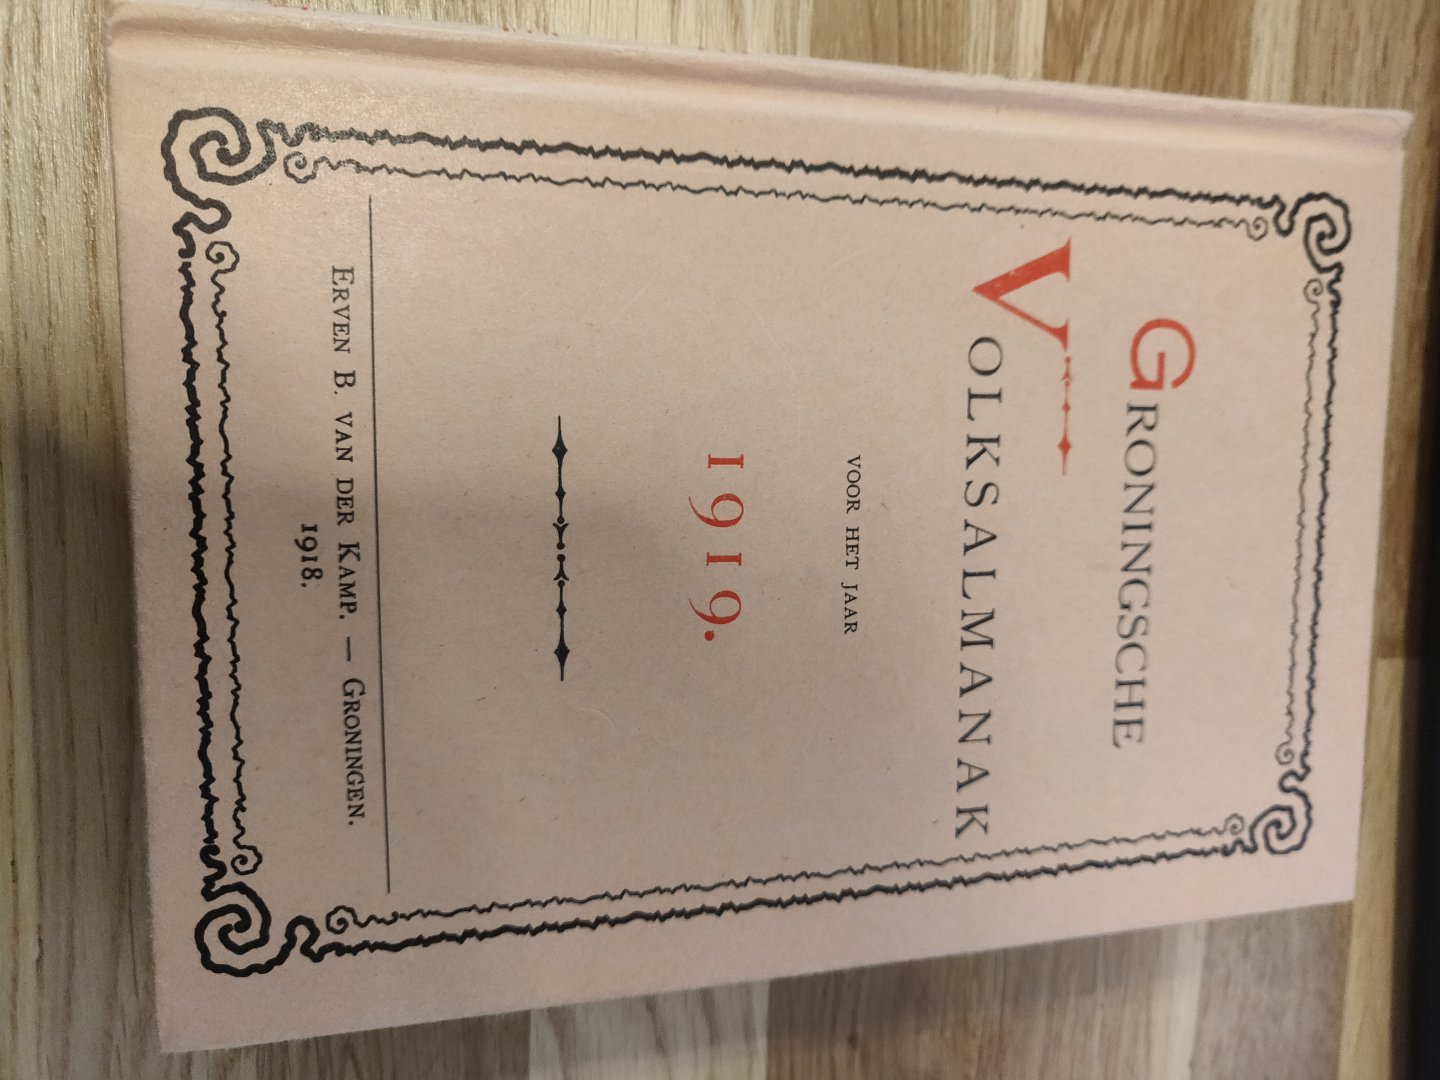 GRONINGSCHE
VOLKSALMANAK
VOOR HET JAAR
1919.
ERVEN B. VAN DER KAMP. — GRONINGEN.
1918.